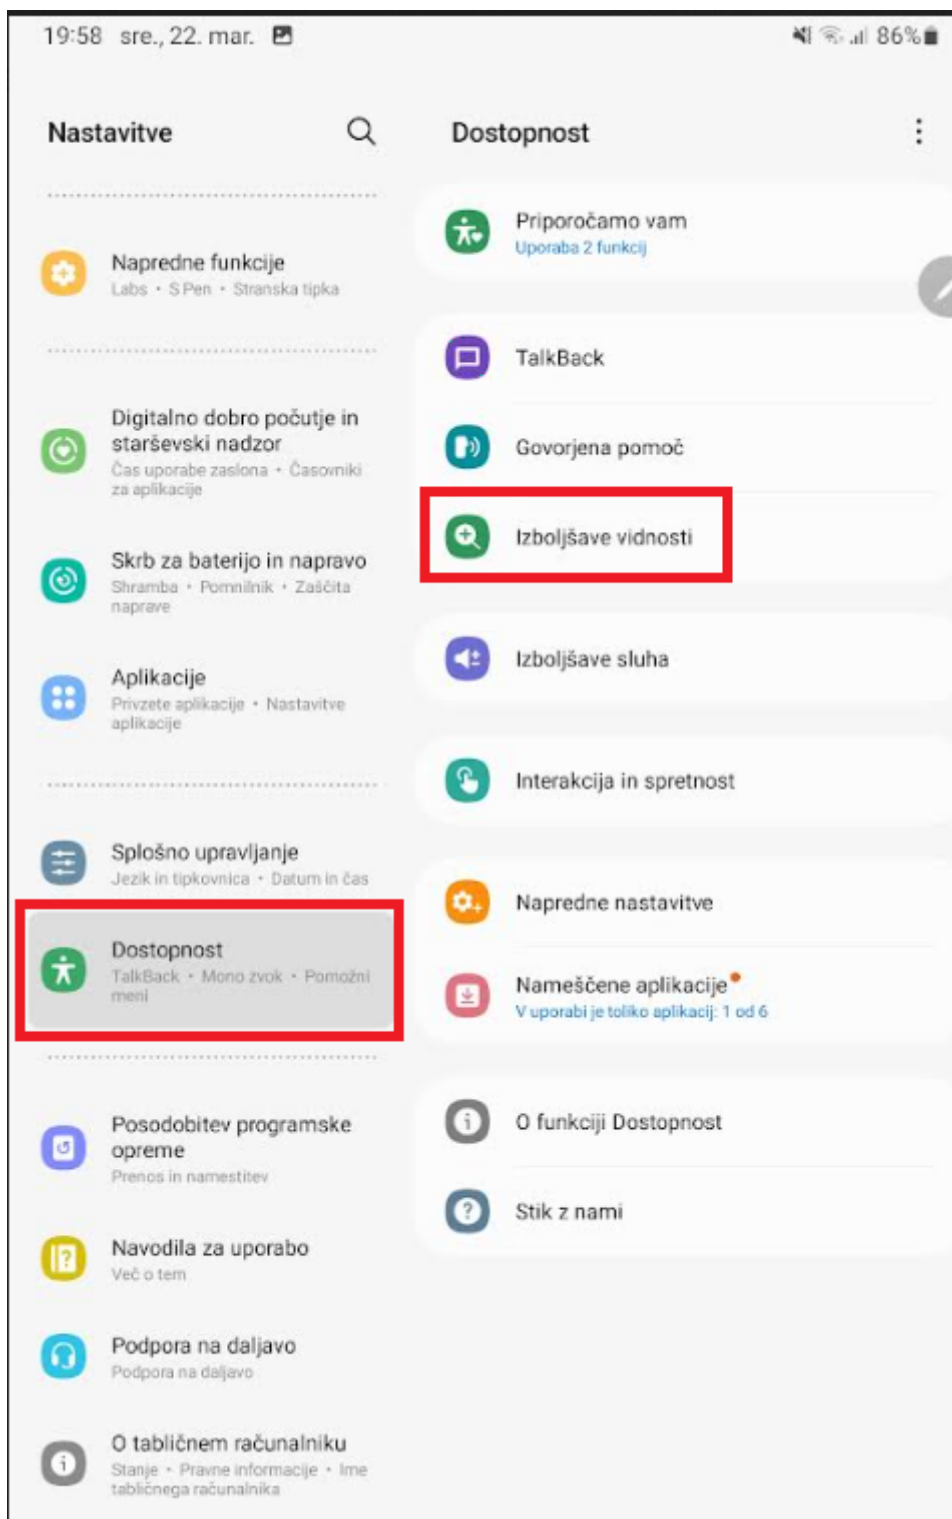 19:58 sre., 22. mar. 86%
Nastavitve
Napredne funkcije
Labs • S Pen • Stranska tipka
Digitalno dobro počutje in
starševski nadzor
Čas uporabe zaslona • Časovniki
za aplikacije
Skrb za baterijo in napravo
Shramba • Pomnilnik • Zaščita
naprave
Aplikacije
Privzete aplikacije • Nastavitve
aplikacije
Splošno upravljanje
Jezik in tipkovnica • Datum in čas
Dostopnost
TalkBack • Mono zvok • Pomožni
meni
Posodobitev programske
opreme
Prenos in namestitev
Navodila za uporabo
Več o tem
Podpora na daljavo
Podpora na daljavo
O tabličnem računalniku
Stanje • Pravne informacije • Ime
tabličnega računalnika
Dostopnost
Priporočamo vam
Uporaba 2 funkcij
TalkBack
Govorjena pomoč
Izboljšave vidnosti
Izboljšave sluha
Interakcija in spretnost
Napredne nastavitve
Nameščene aplikacije
V uporabi je toliko aplikacij: 1 od 6
O funkciji Dostopnost
Stik z nami